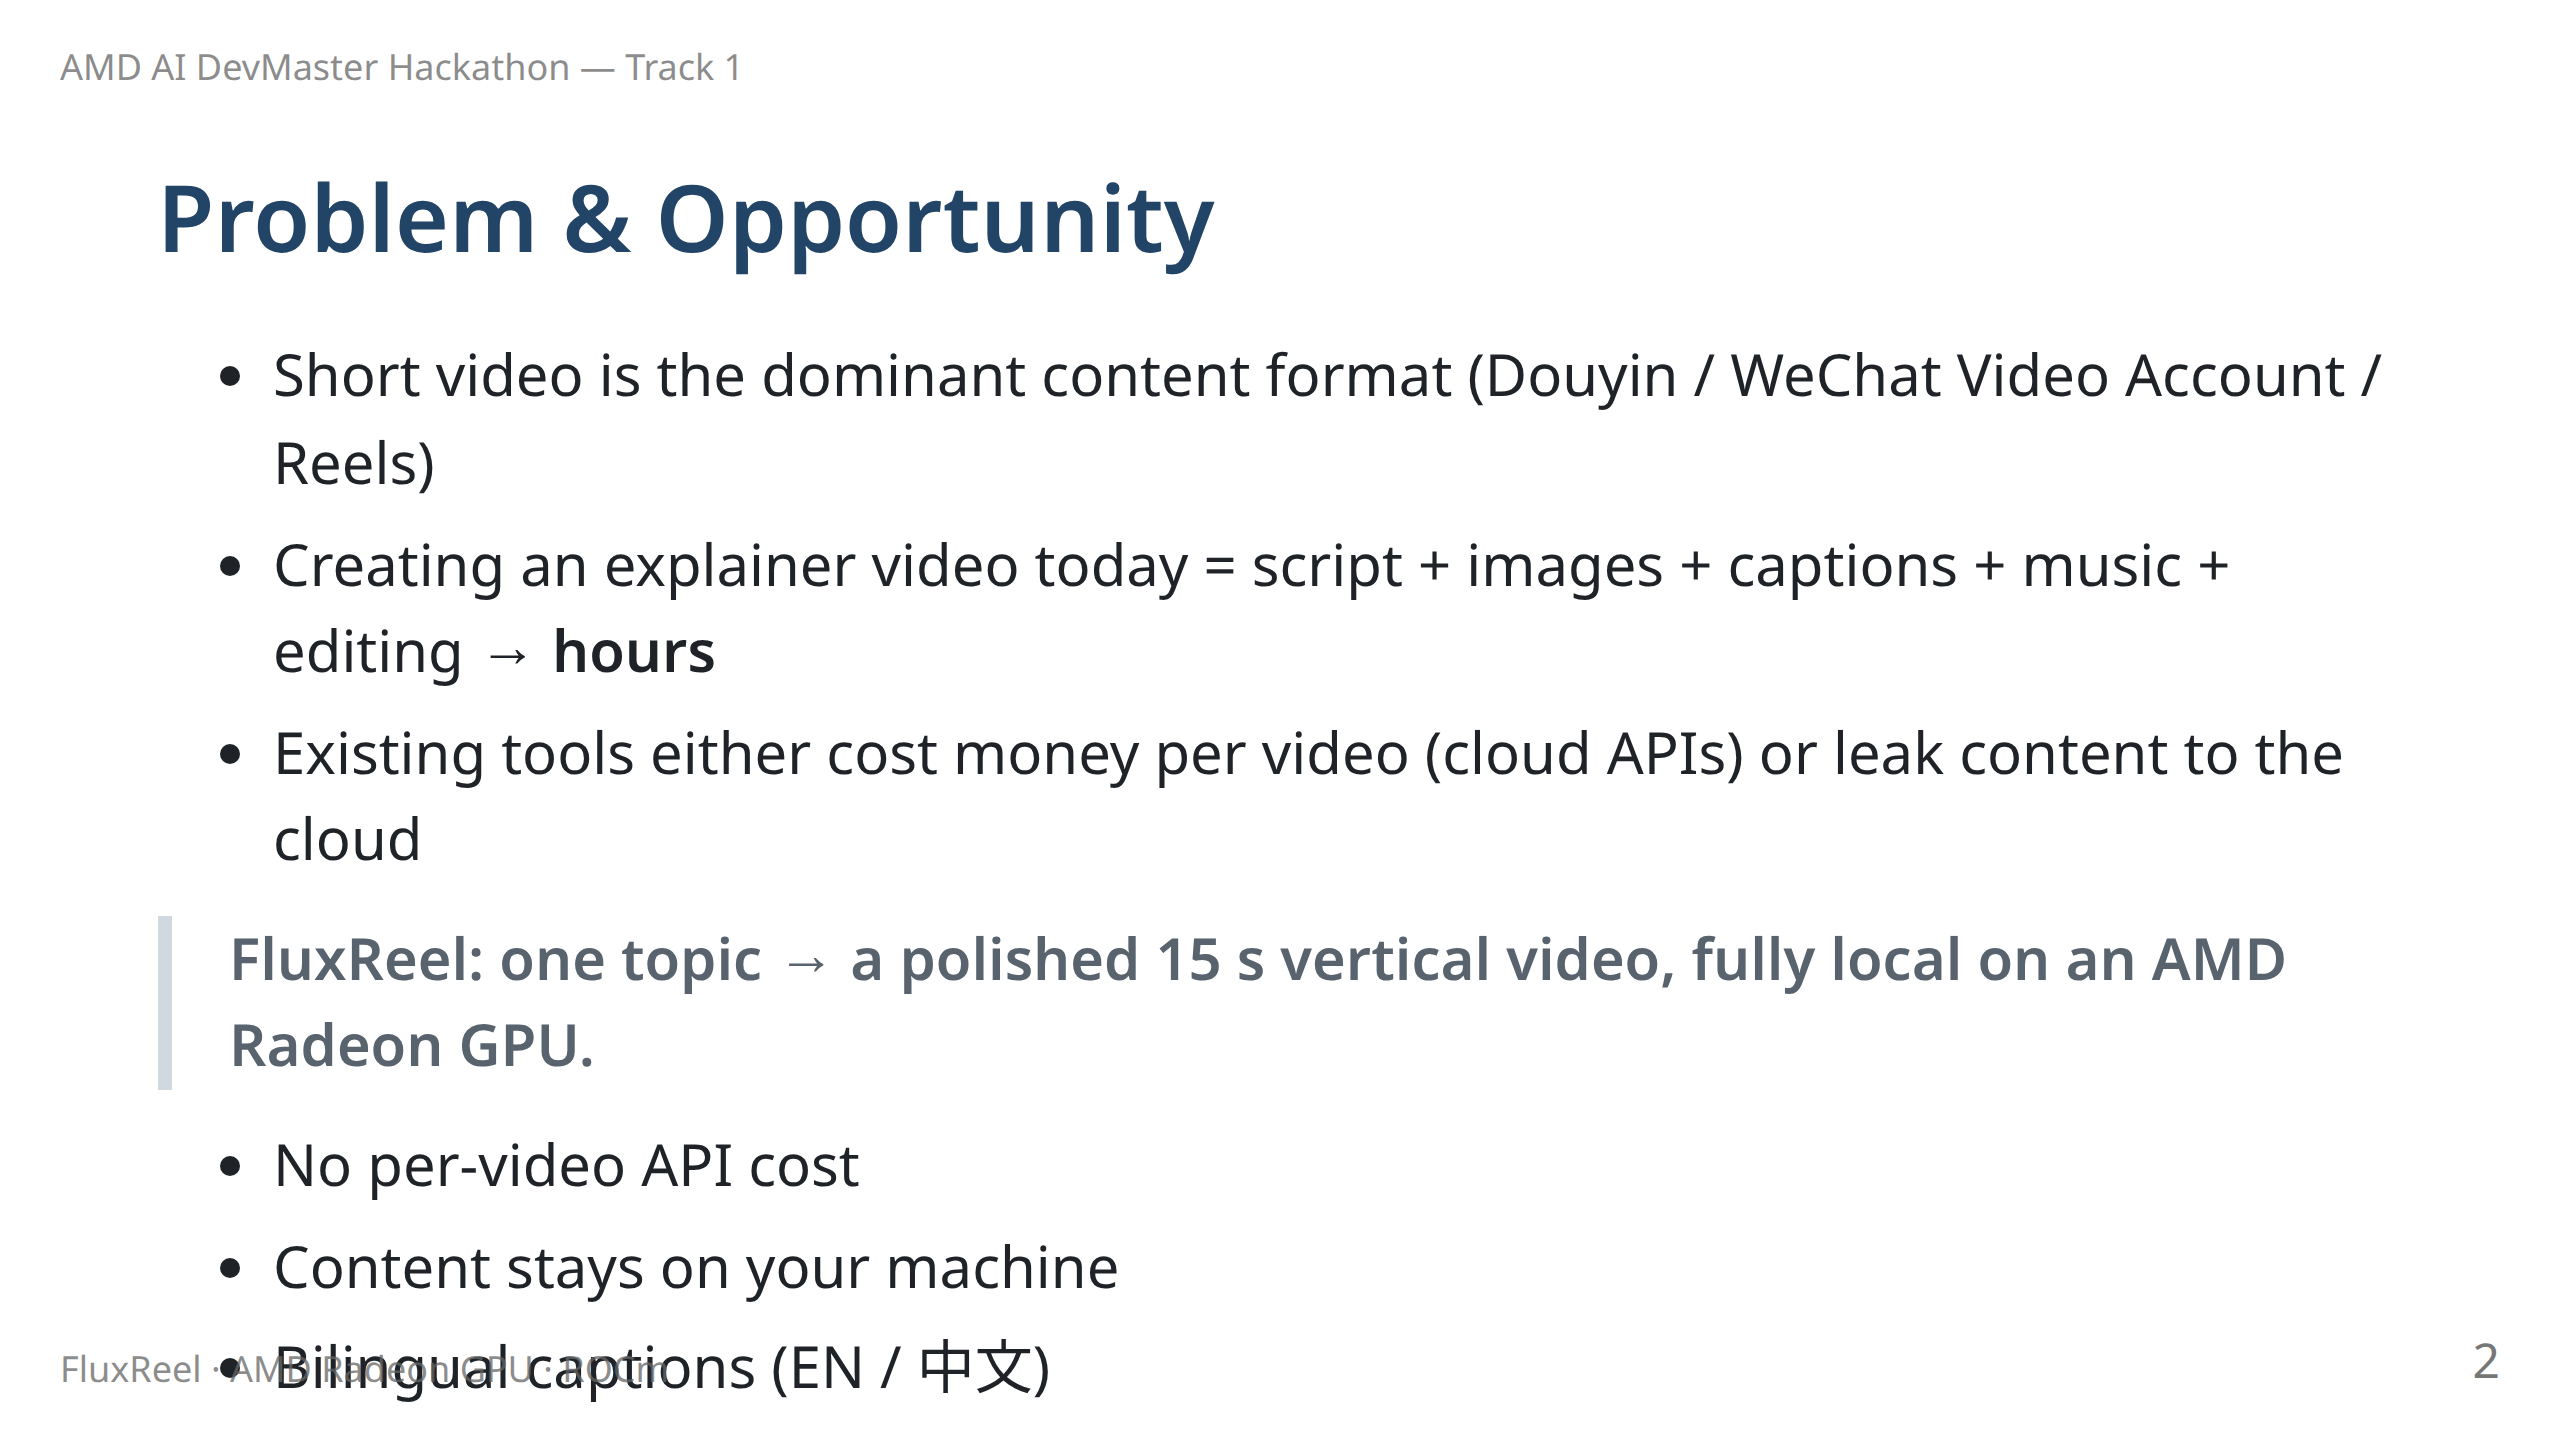 AMD AI DevMaster Hackathon — Track 1
Problem & Opportunity
• Short video is the dominant content format (Douyin / WeChat Video Account /
Reels)
• Creating an explainer video today = script + images + captions + music +
editing → hours
• Existing tools either cost money per video (cloud APIs) or leak content to the
cloud
FluxReel: one topic → a polished 15 s vertical video, fully local on an AMD
Radeon GPU.
• No per-video API cost
• Content stays on your machine
• Bilingual captions (EN / 中文)
FluxReel · AMD Radeon GPU · ROCm
2